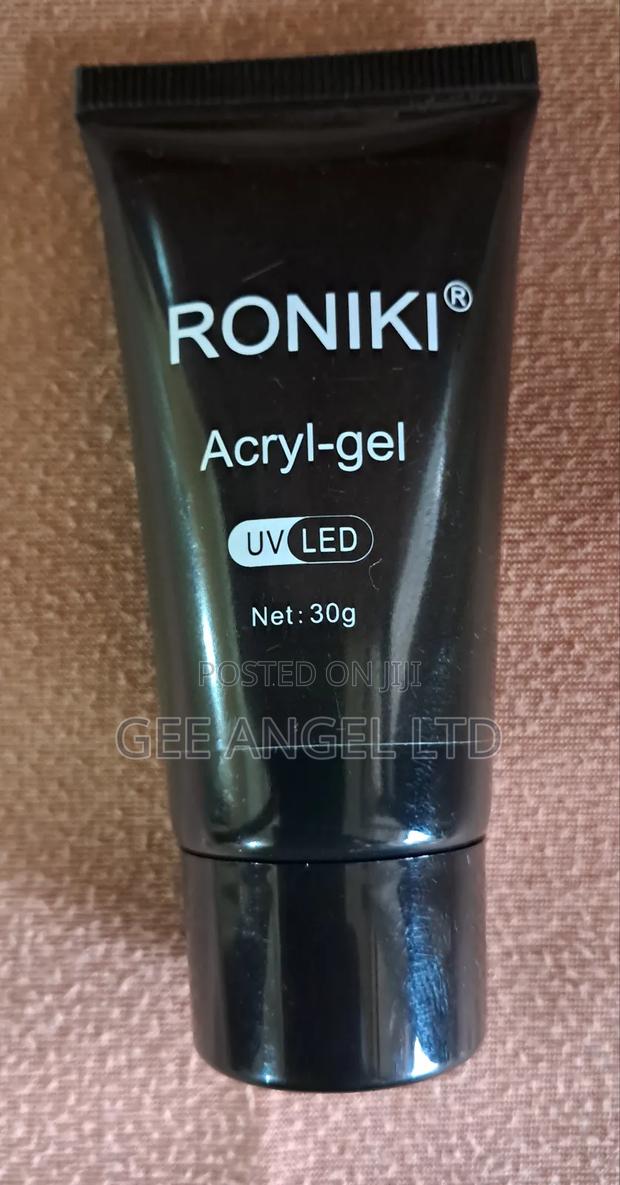 RONIKI®
Acryl-gel
UV LED
Net: 30g
POSTED ON JIJI
GEE ANGEL LTD